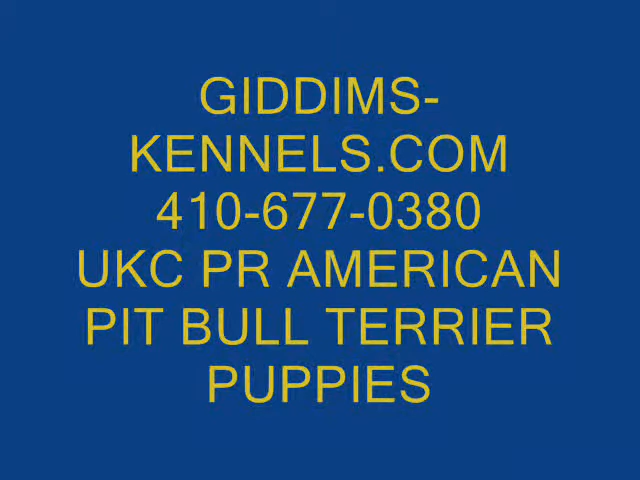 GIDDIMS-
KENNELS.COM
410-677-0380
UKC PR AMERICAN
PIT BULL TERRIER
PUPPIES